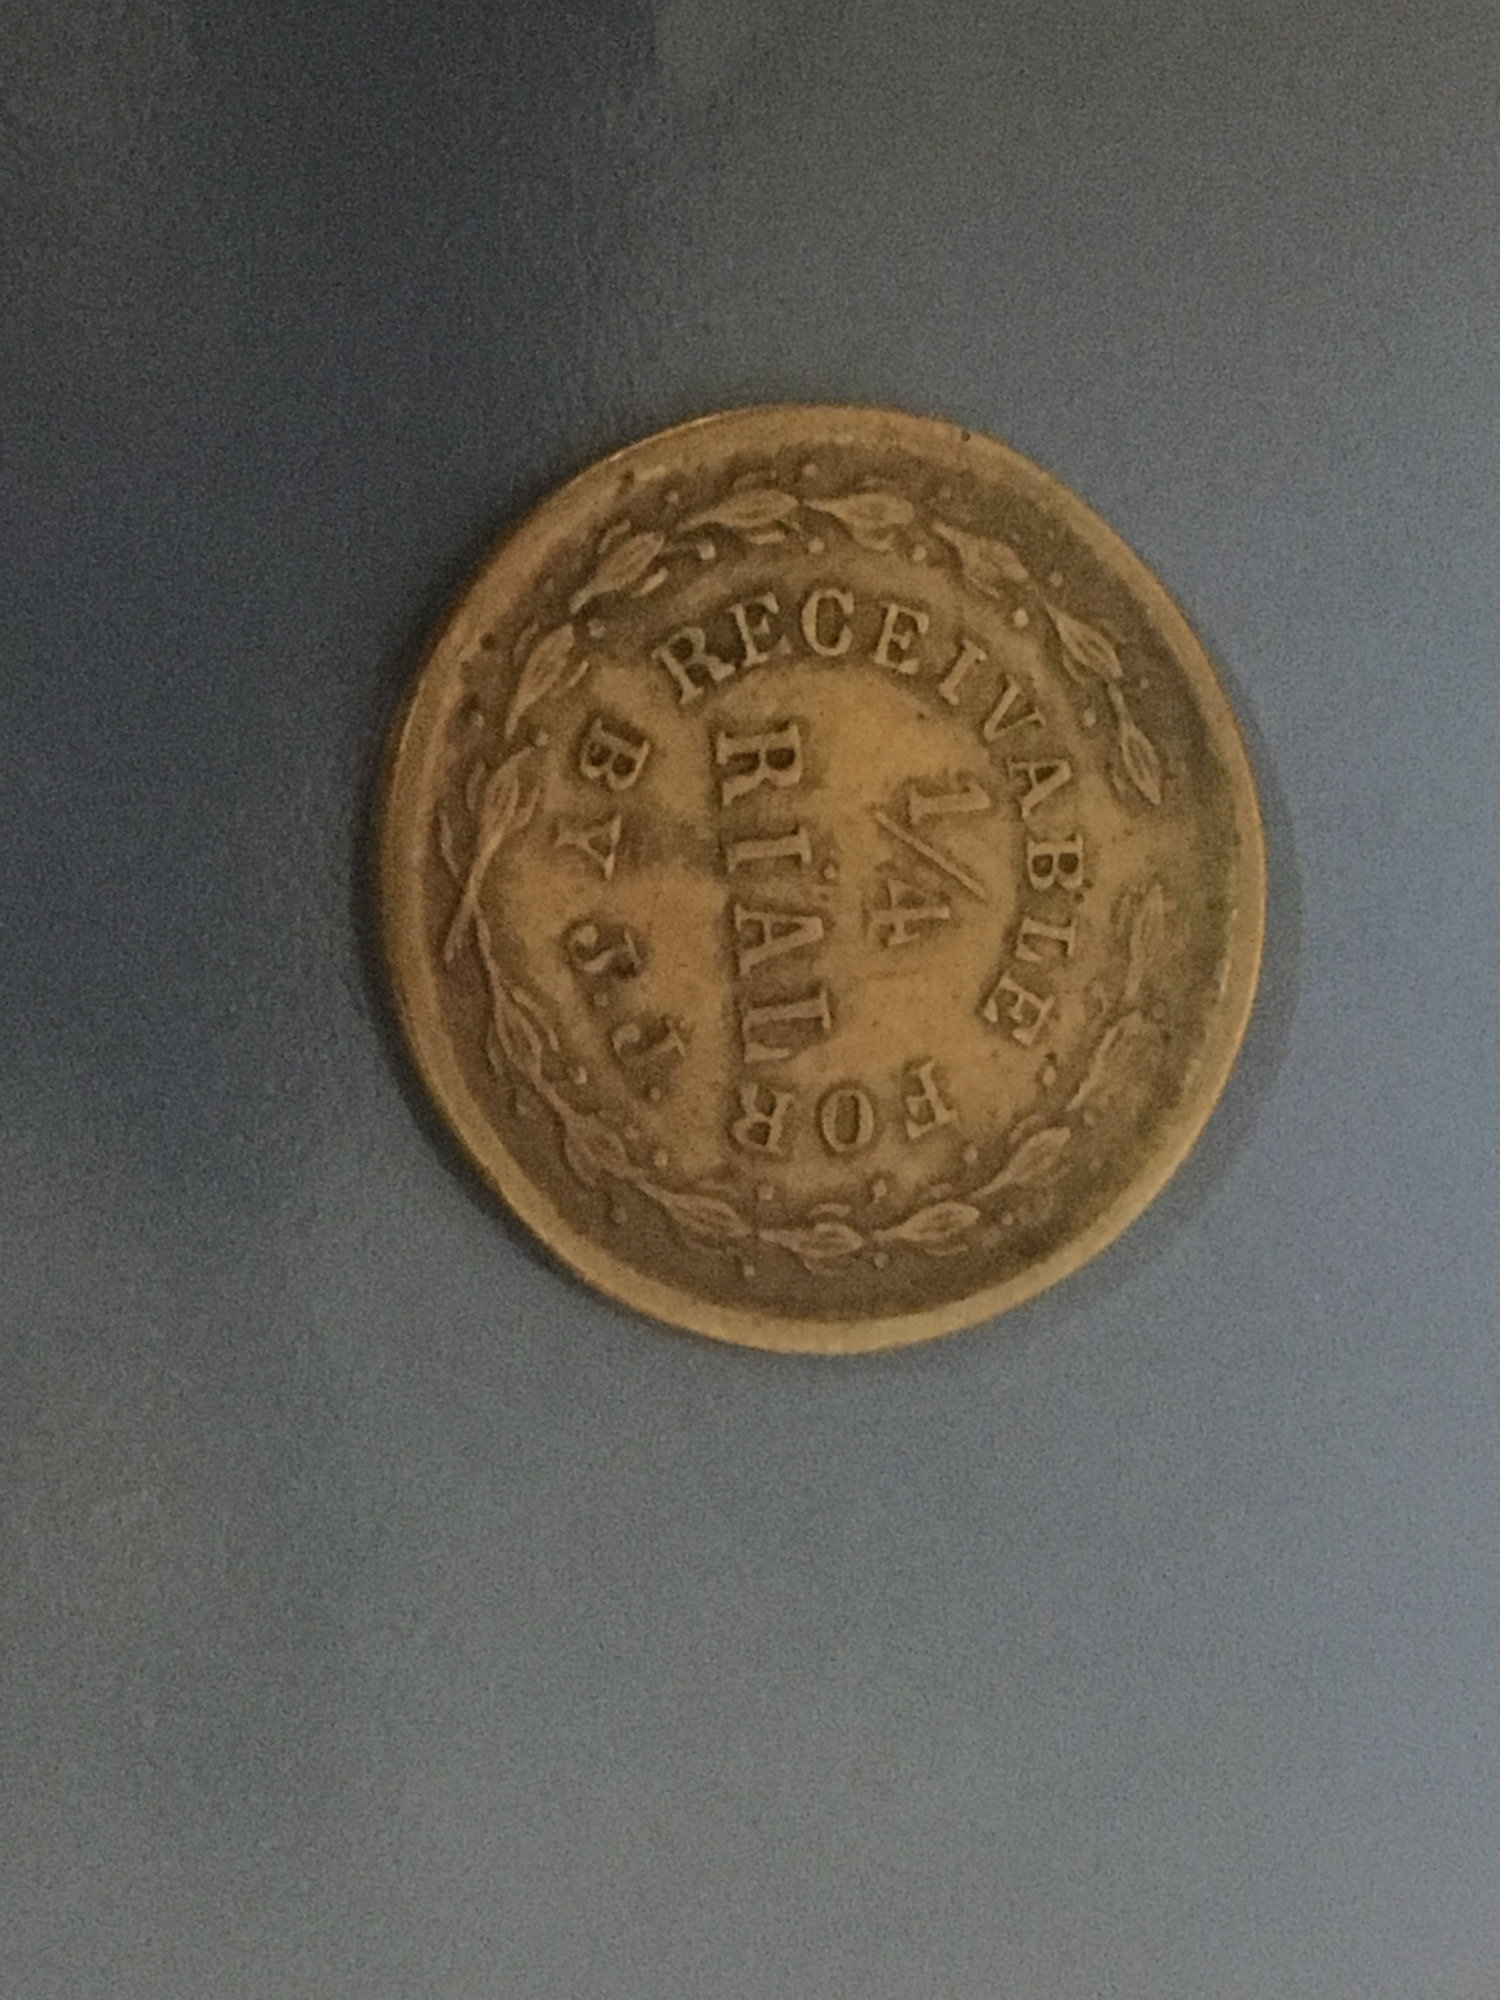 RECEIVABLE FOR
1/4
RIAL
BY S.J.